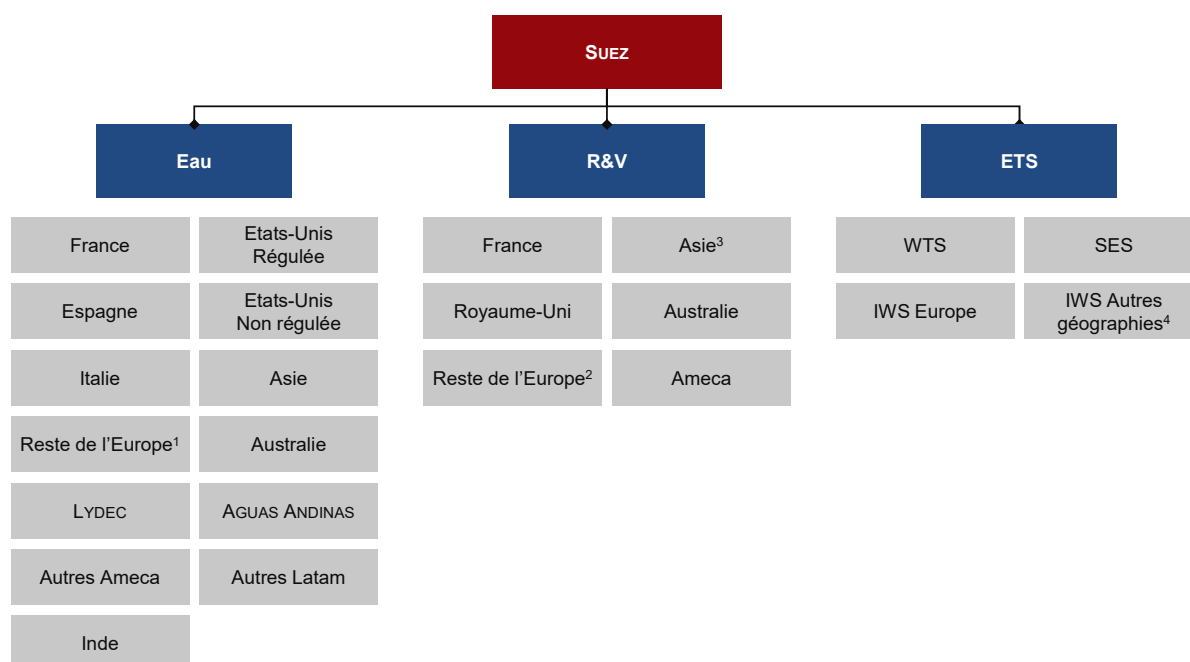 SUEZ
Eau
R&V
ETS
France
Etats-Unis
Régulée
Espagne
Etats-Unis
Non régulée
Italie
Asie
Reste de l’Europe¹
Australie
LYDEC
AGUAS ANDINAS
Autres Ameca
Autres Latam
Inde
France
Asie³
Royaume-Uni
Australie
Reste de l’Europe²
Ameca
WTS
SES
IWS Europe
IWS Autres
géographies⁴